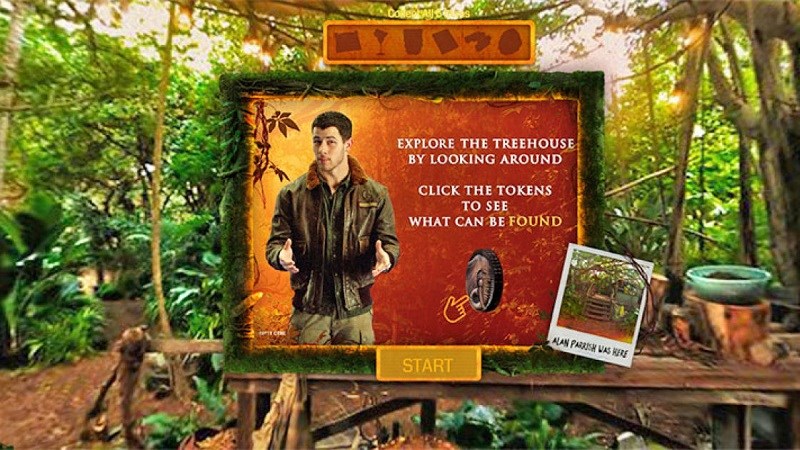 EXPLORE THE TREEHOUSE
BY LOOKING AROUND
CLICK THE TOKENS
TO SEE
WHAT CAN BE FOUND
ALAN PARRISH WAS HERE
START